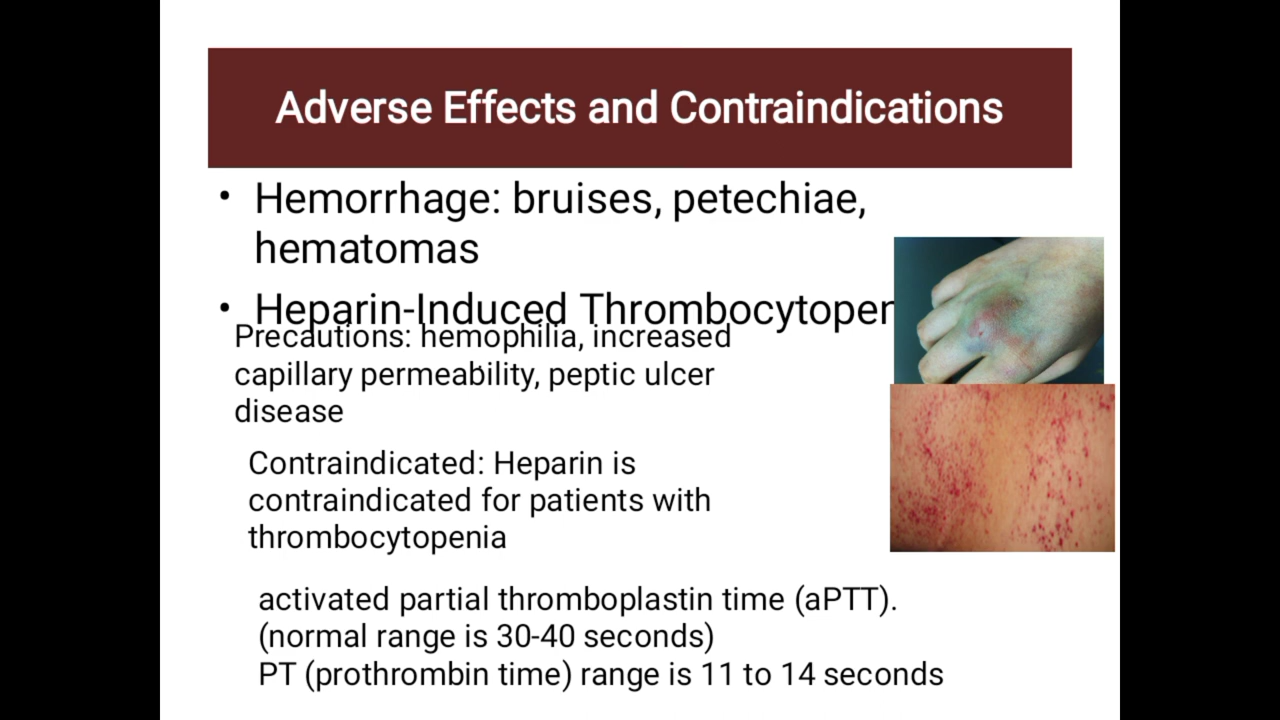 Adverse Effects and Contraindications
• Hemorrhage: bruises, petechiae,
hematomas
• Heparin-Induced Thrombocytopen
Precautions: hemophilia, increased
capillary permeability, peptic ulcer
disease
Contraindicated: Heparin is
contraindicated for patients with
thrombocytopenia
activated partial thromboplastin time (aPTT).
(normal range is 30-40 seconds)
PT (prothrombin time) range is 11 to 14 seconds